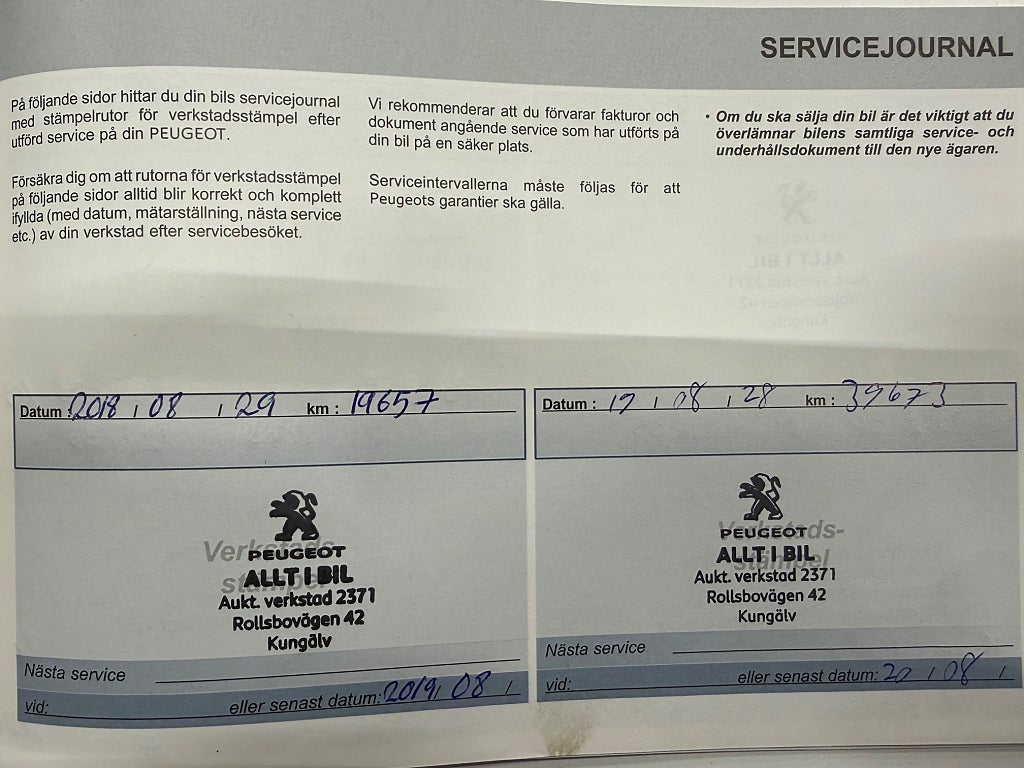 SERVICEJOURNAL
På följande sidor hittar du din bils servicejournal
med stämpelrutor för verkstadsstämpel efter
utförd service på din PEUGEOT.
Försäkra dig om att rutorna för verkstadsstämpel
på följande sidor alltid blir korrekt och komplett
ifyllda (med datum, mätarställning, nästa service
etc.) av din verkstad efter servicebesöket.
Vi rekommenderar att du förvarar fakturor och
dokument angående service som har utförts på
din bil på en säker plats.
Serviceintervallerna måste följas för att
Peugeots garantier ska gälla.
• Om du ska sälja din bil är det viktigt att du
överlämnar bilens samtliga service- och
underhållsdokument till den nye ägaren.
Datum : 2018 / 08 / 29 km : 19657
Verkstads-
stämpel
PEUGEOT
ALLT I BIL
Aukt. verkstad 2371
Rollsbovägen 42
Kungälv
Nästa service
vid: eller senast datum: 2019 / 08 /
Datum : 19 / 08 / 28 km : 39673
Verkstads-
stämpel
PEUGEOT
ALLT I BIL
Aukt. verkstad 2371
Rollsbovägen 42
Kungälv
Nästa service
vid: eller senast datum: 20 / 08 /